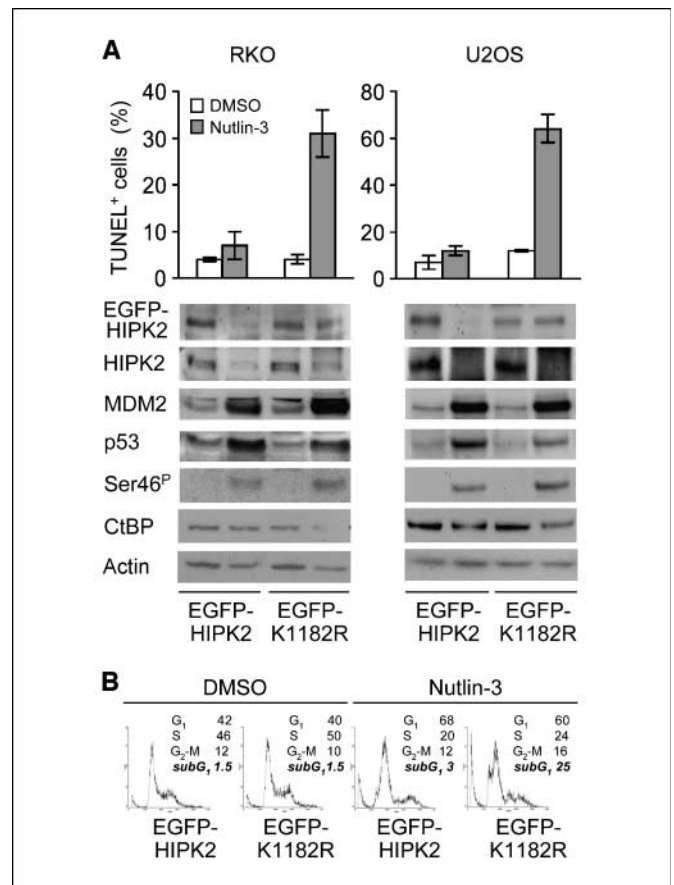 A
RKO U2OS
TUNEL⁺ cells (%)
40 80
DMSO
Nutlin-3
30 60
20 40
10 20
0 0
EGFP-
HIPK2
HIPK2
MDM2
p53
Ser46ᴾ
CtBP
Actin
EGFP- EGFP- EGFP- EGFP-
HIPK2 K1182R HIPK2 K1182R
B
DMSO Nutlin-3
G₁ 42 G₁ 40 G₁ 68 G₁ 60
S 46 S 50 S 20 S 24
G₂-M 12 G₂-M 10 G₂-M 12 G₂-M 16
subG₁ 1.5 subG₁ 1.5 subG₁ 3 subG₁ 25
EGFP- EGFP- EGFP- EGFP-
HIPK2 K1182R HIPK2 K1182R